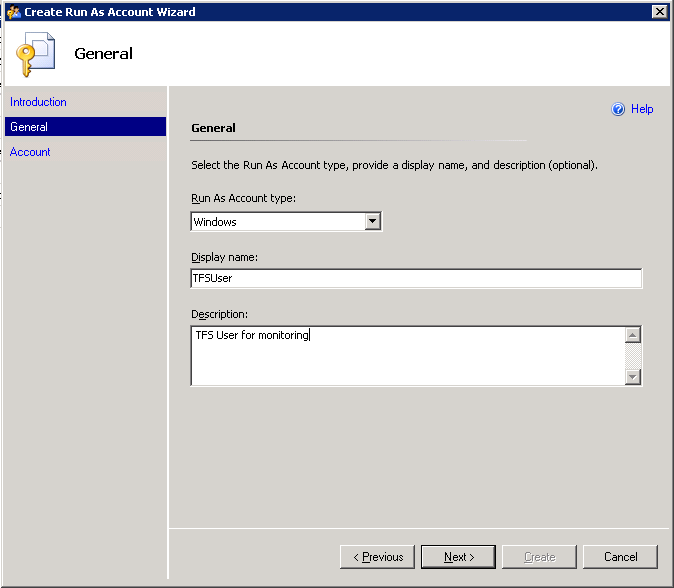 Create Run As Account Wizard
General
Introduction
General
Account
Help
General
Select the Run As Account type, provide a display name, and description (optional).
Run As Account type:
Windows
Display name:
TFSUser
Description:
TFS User for monitoring
< Previous
Next >
Create
Cancel